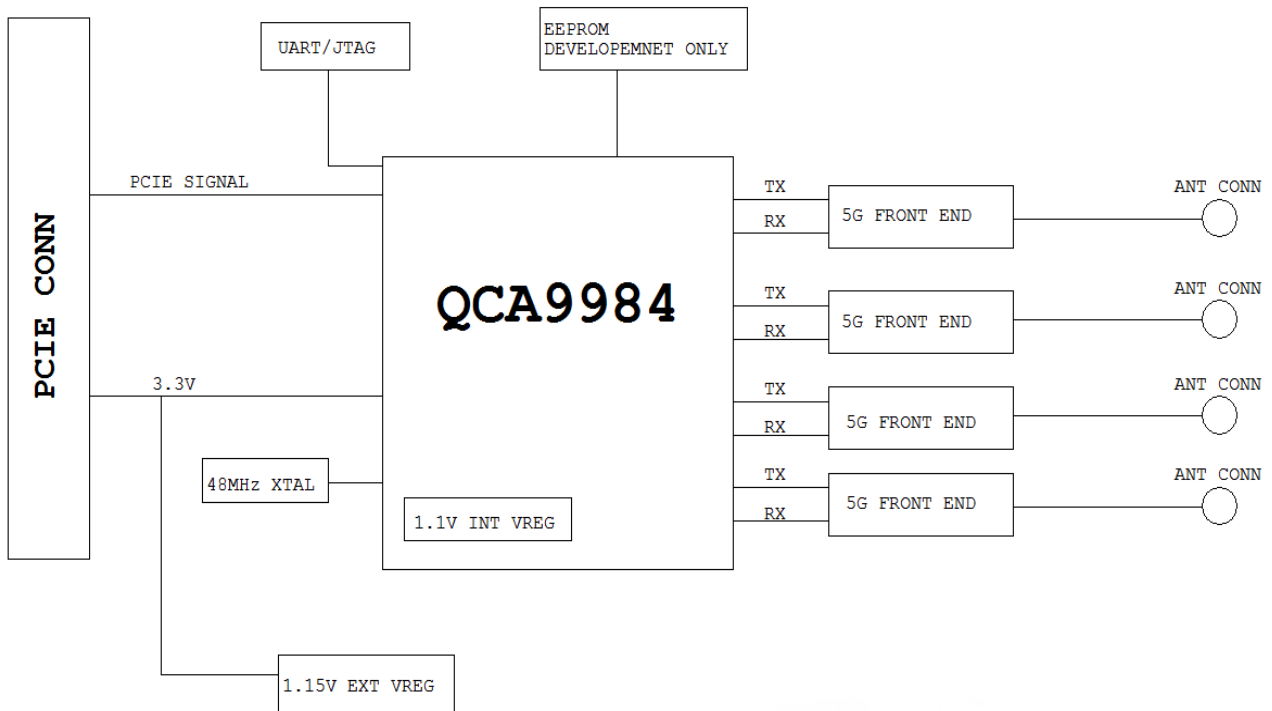 EEPROM
DEVELOPEMNET ONLY
UART/JTAG
PCIE CONN
PCIE SIGNAL
3.3V
48MHz XTAL
QCA9984
1.1V INT VREG
1.15V EXT VREG
TX
RX
5G FRONT END
ANT CONN
TX
RX
5G FRONT END
ANT CONN
TX
RX
5G FRONT END
ANT CONN
TX
RX
5G FRONT END
ANT CONN